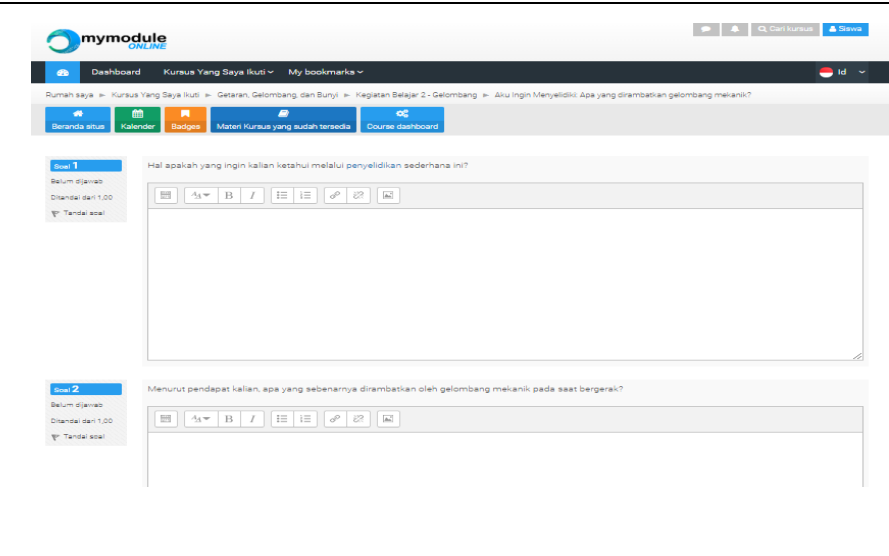 mymodule
ONLINE
Cari kursus
Siswa
Dashboard Kursus Yang Saya Ikuti My bookmarks Id
Rumah saya Kursus Yang Saya Ikuti Getaran, Gelombang, dan Bunyi Kegiatan Belajar 2 - Gelombang Aku Ingin Menyelidiki: Apa yang dirambatkan gelombang mekanik?
Beranda situs Kalender Badges Materi Kursus yang sudah tersedia Course dashboard
Soal 1
Belum dijawab
Ditandai dari 1,00
Tandai soal
Hal apakah yang ingin kalian ketahui melalui penyelidikan sederhana ini?
B I
Soal 2
Belum dijawab
Ditandai dari 1,00
Tandai soal
Menurut pendapat kalian, apa yang sebenarnya dirambatkan oleh gelombang mekanik pada saat bergerak?
B I